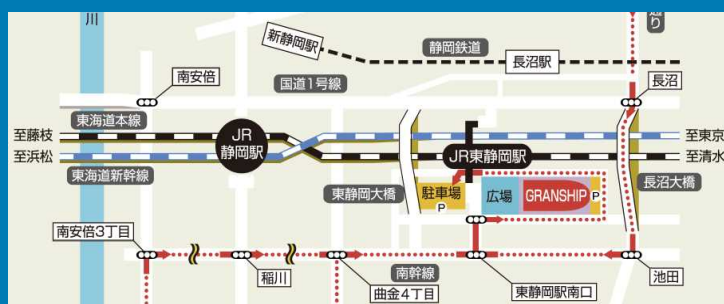 川
通り
新静岡駅
静岡鉄道
長沼駅
南安倍
国道1号線
長沼
東海道本線
至藤枝
JR
静岡駅
至東京
至浜松
JR東静岡駅
至清水
東海道新幹線
東静岡大橋
駐車場
P
広場
GRANSHIP
P
長沼大橋
南安倍3丁目
稲川
南幹線
曲金4丁目
東静岡駅南口
池田